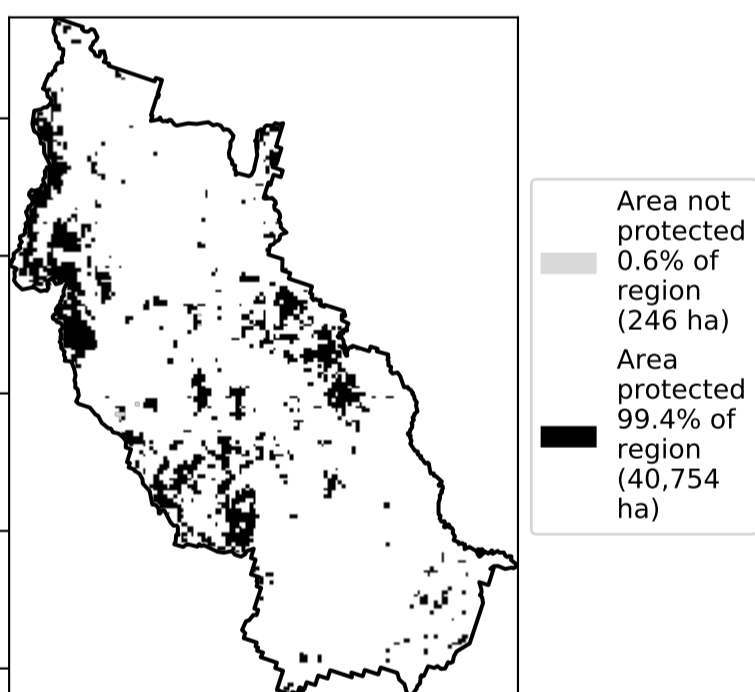 Area not
protected
0.6% of
region
(246 ha)
Area
protected
99.4% of
region
(40,754
ha)